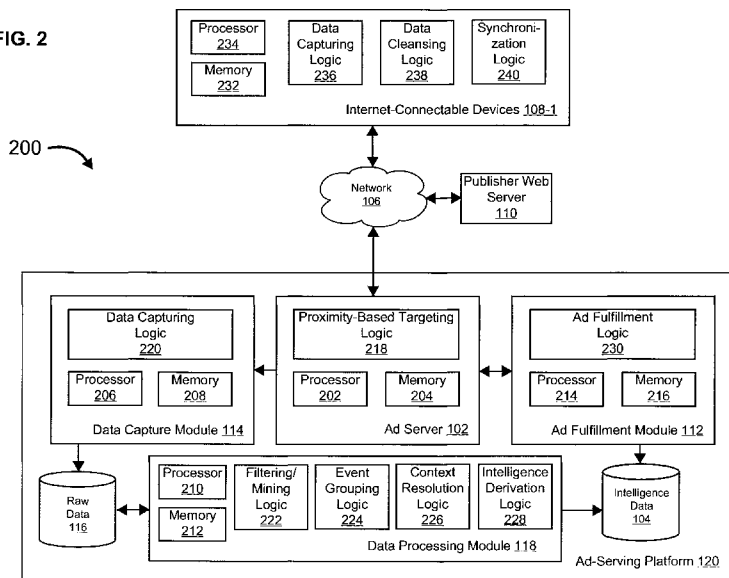 FIG. 2
200
Processor
234
Memory
232
Data
Capturing
Logic
236
Data
Cleansing
Logic
238
Synchroni-
zation
Logic
240
Internet-Connectable Devices 108-1
Network
106
Publisher Web
Server
110
Data Capturing
Logic
220
Processor
206
Memory
208
Data Capture Module 114
Proximity-Based Targeting
Logic
218
Processor
202
Memory
204
Ad Server 102
Ad Fulfillment
Logic
230
Processor
214
Memory
216
Ad Fulfillment Module 112
Raw
Data
116
Processor
210
Memory
212
Filtering/
Mining
Logic
222
Event
Grouping
Logic
224
Context
Resolution
Logic
226
Intelligence
Derivation
Logic
228
Data Processing Module 118
Intelligence
Data
104
Ad-Serving Platform 120